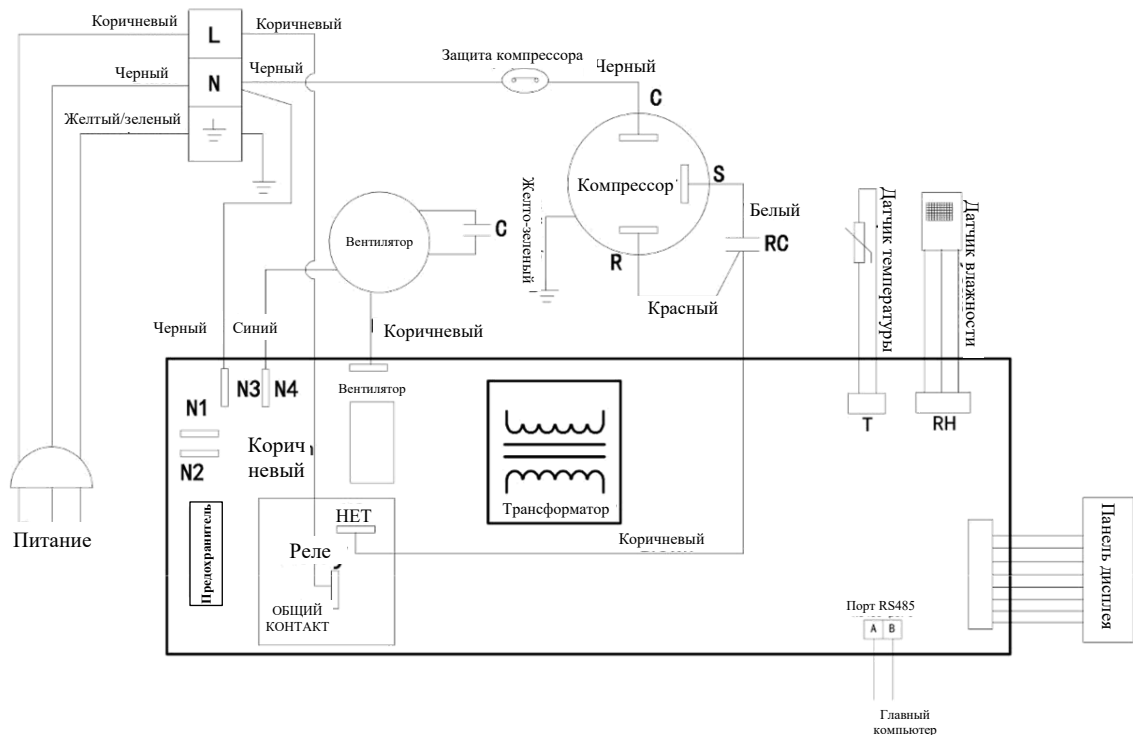 Коричневый
L
Коричневый
Черный
N
Черный
Защита компрессора
Черный
C
Желтый/зеленый
Компрессор
S
Желто-зеленый
Вентилятор
C
Белый
RC
R
Красный
Датчик температуры
Датчик влажности
Черный
Синий
Коричневый
N3
N4
Вентилятор
N1
N2
Корич
невый
T
RH
Трансформатор
Питание
Предохранитель
НЕТ
Реле
Коричневый
ОБЩИЙ
КОНТАКТ
Порт RS485
A B
Панель
дисплея
Главный
компьютер